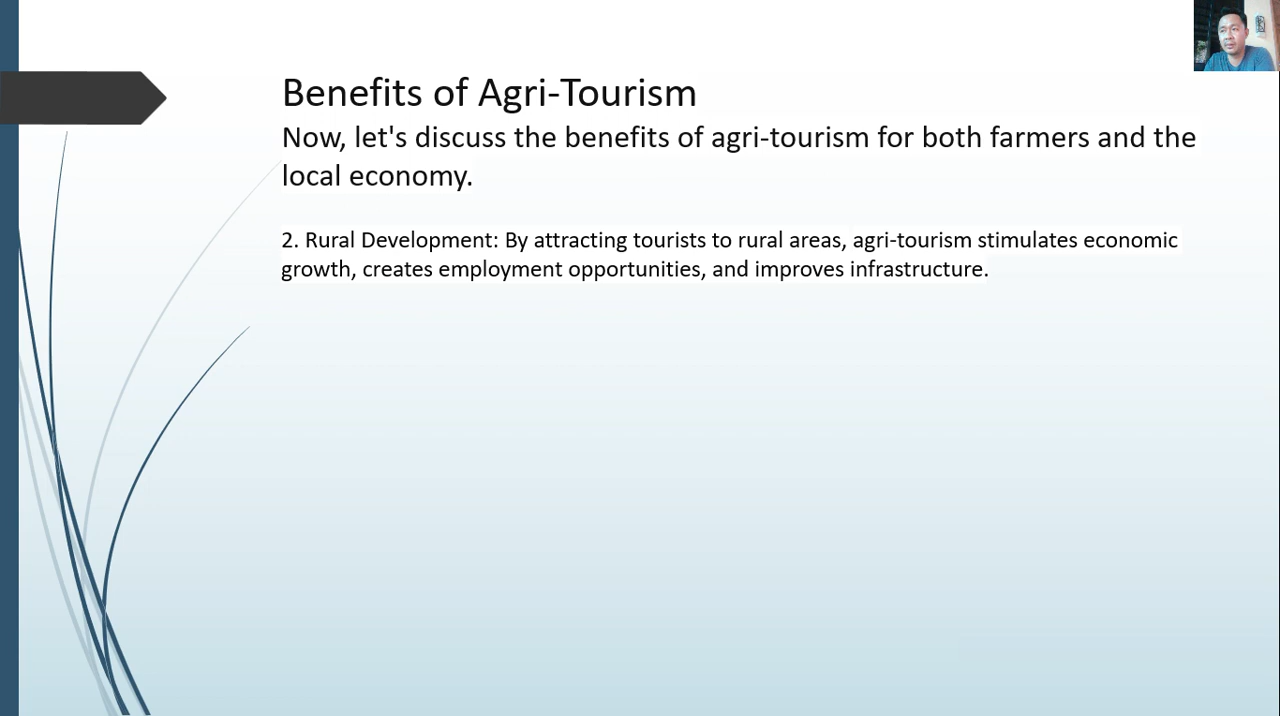 Benefits of Agri-Tourism
Now, let's discuss the benefits of agri-tourism for both farmers and the
local economy.
2. Rural Development: By attracting tourists to rural areas, agri-tourism stimulates economic
growth, creates employment opportunities, and improves infrastructure.